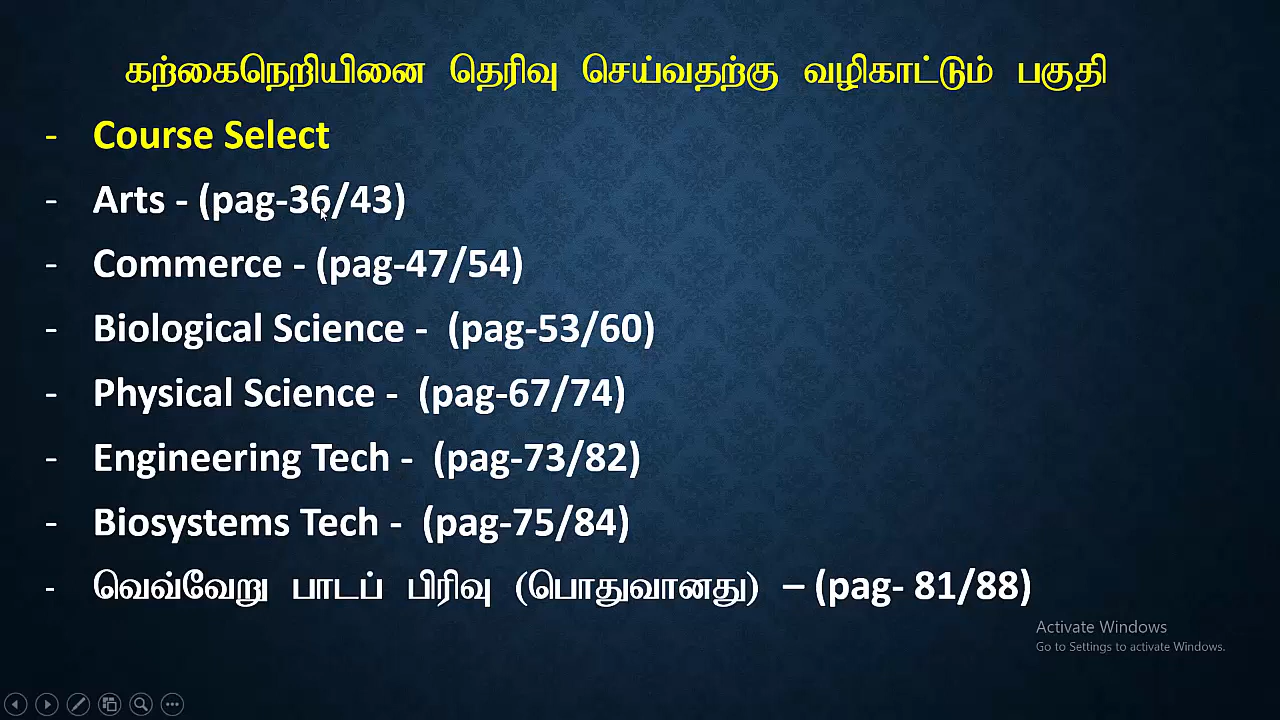 கற்கைநெறியினை தெரிவு செய்வதற்கு வழிகாட்டும் பகுதி
- Course Select
- Arts - (pag-36/43)
- Commerce - (pag-47/54)
- Biological Science - (pag-53/60)
- Physical Science - (pag-67/74)
- Engineering Tech - (pag-73/82)
- Biosystems Tech - (pag-75/84)
- வெவ்வேறு பாடப் பிரிவு (பொதுவானது) – (pag- 81/88)
Activate Windows
Go to Settings to activate Windows.